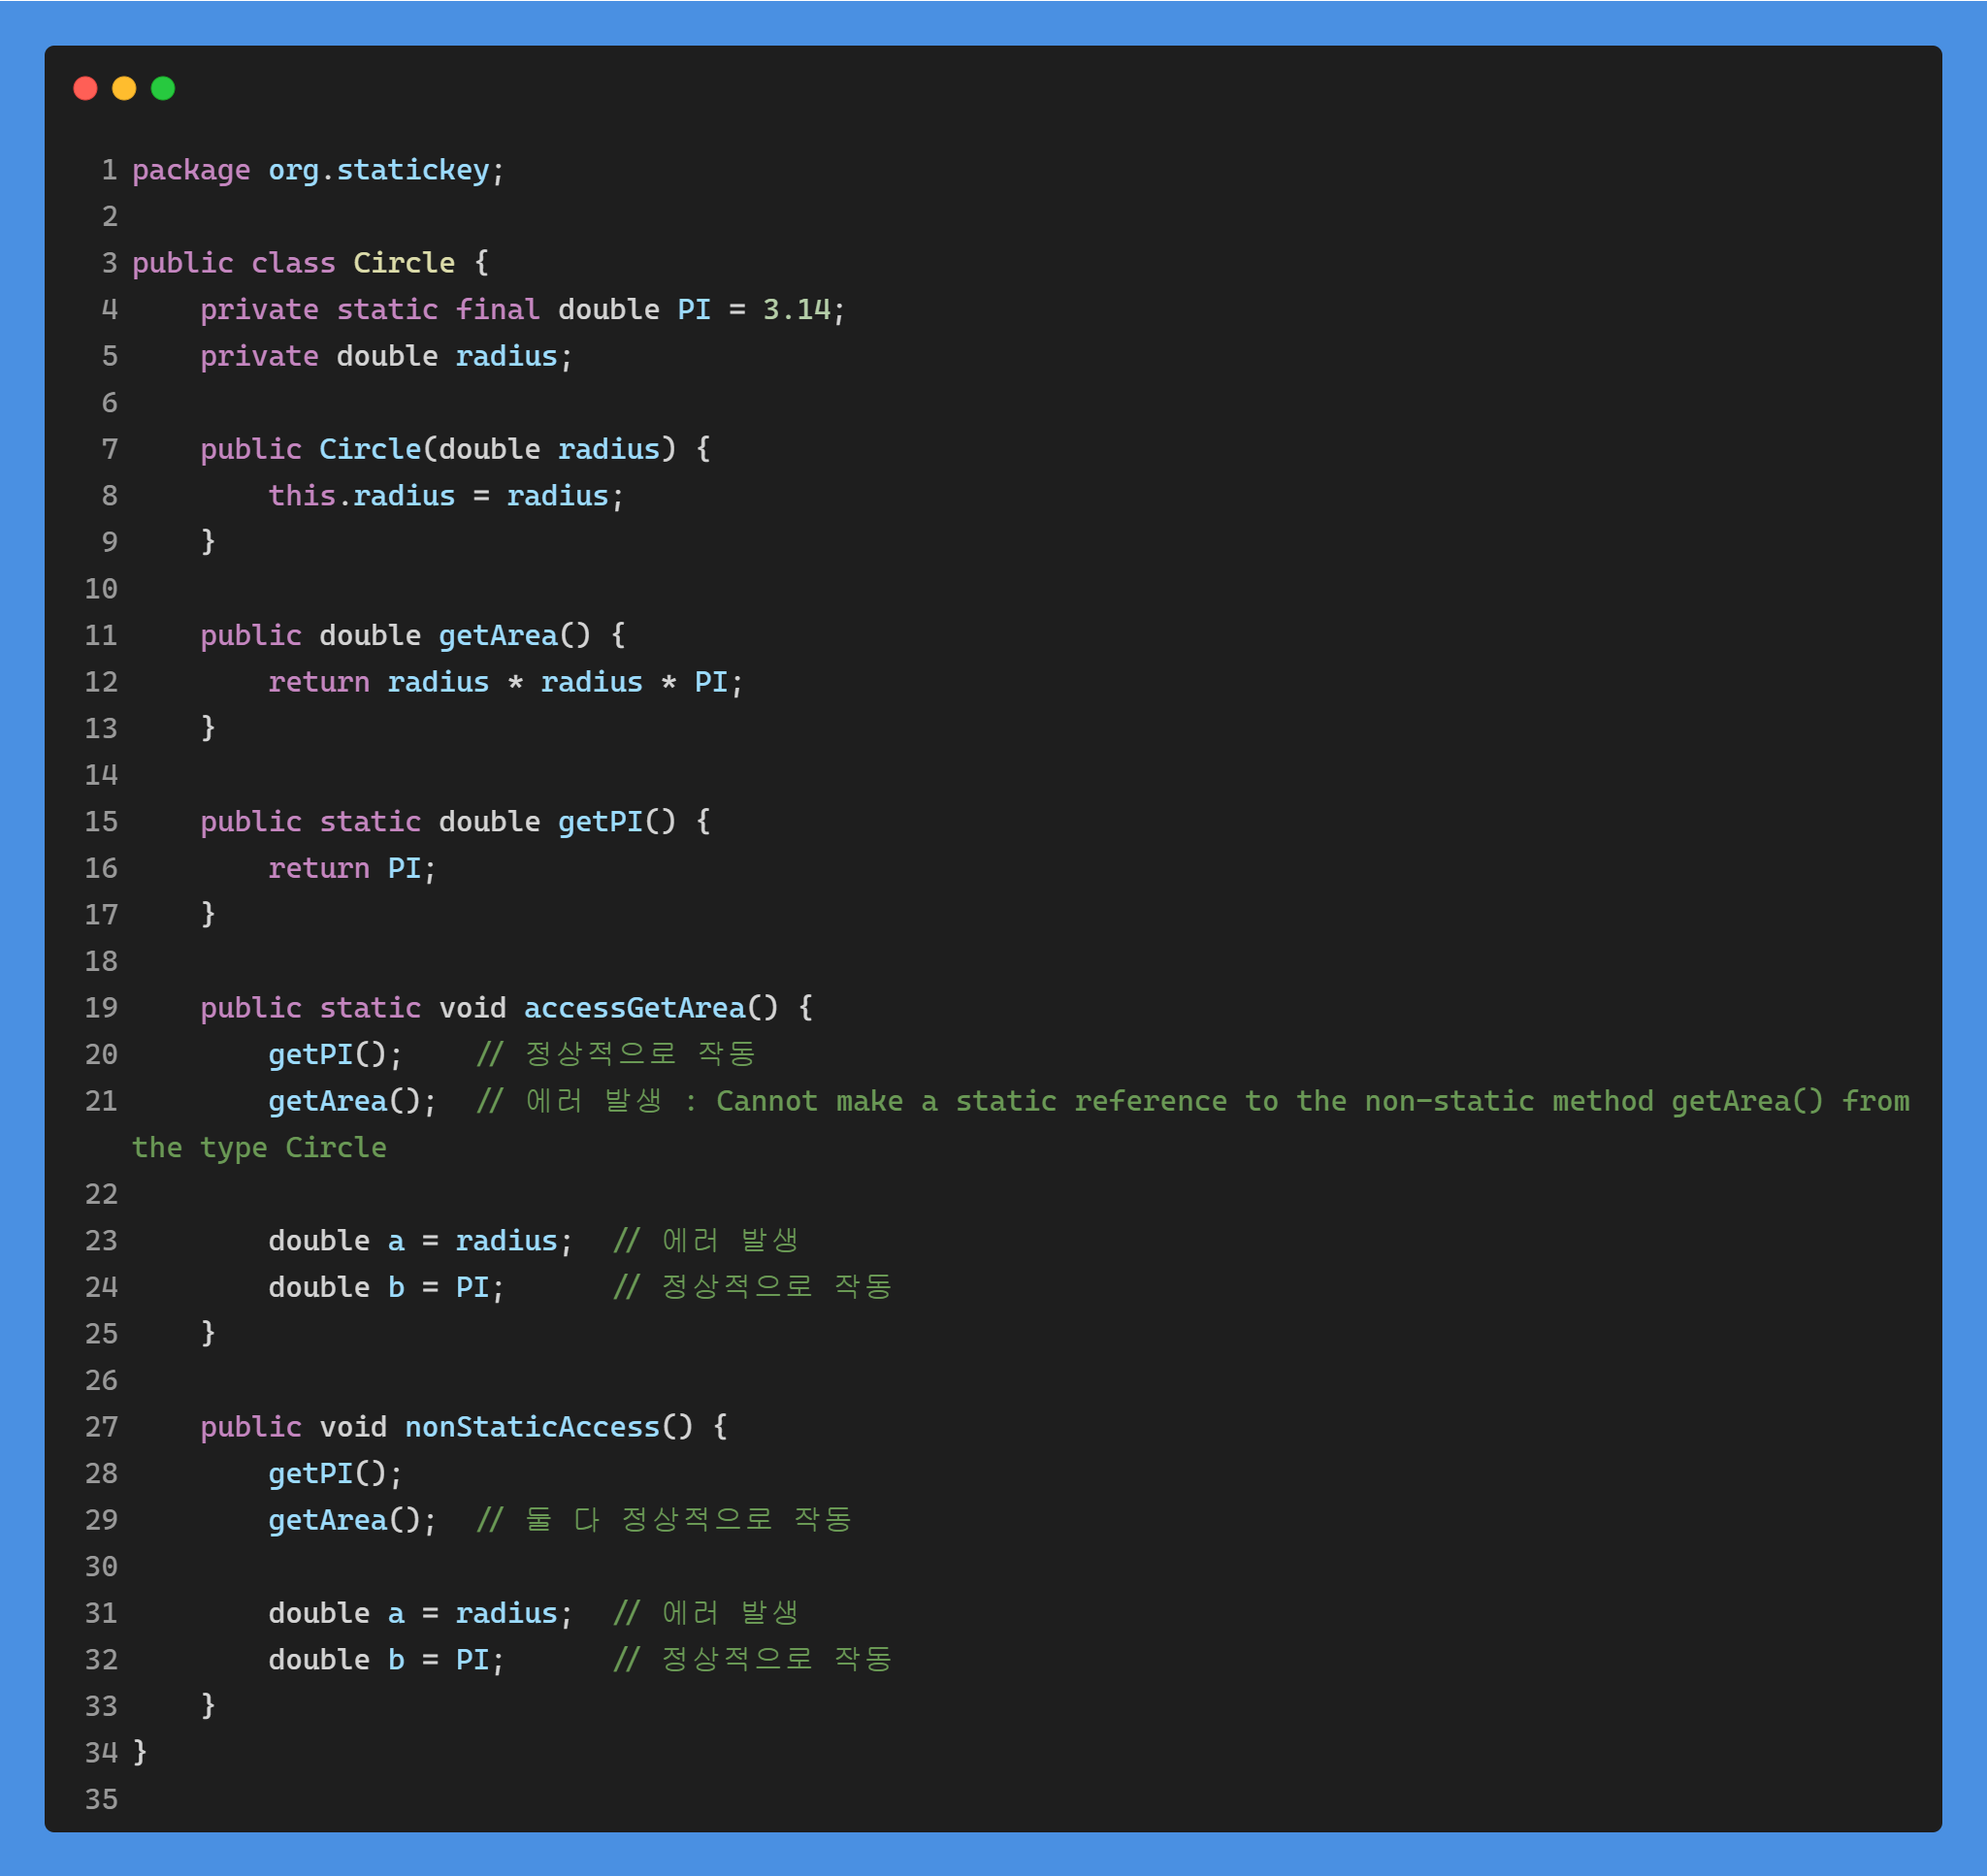 1 package org.statickey;
2
3 public class Circle {
4     private static final double PI = 3.14;
5     private double radius;
6
7     public Circle(double radius) {
8         this.radius = radius;
9     }
10
11     public double getArea() {
12         return radius * radius * PI;
13     }
14
15     public static double getPI() {
16         return PI;
17     }
18
19     public static void accessGetArea() {
20         getPI();    // 정상적으로 작동
21         getArea();  // 에러 발생 : Cannot make a static reference to the non-static method getArea() from
the type Circle
22
23         double a = radius;  // 에러 발생
24         double b = PI;      // 정상적으로 작동
25     }
26
27     public void nonStaticAccess() {
28         getPI();
29         getArea();  // 둘 다 정상적으로 작동
30
31         double a = radius;  // 에러 발생
32         double b = PI;      // 정상적으로 작동
33     }
34 }
35